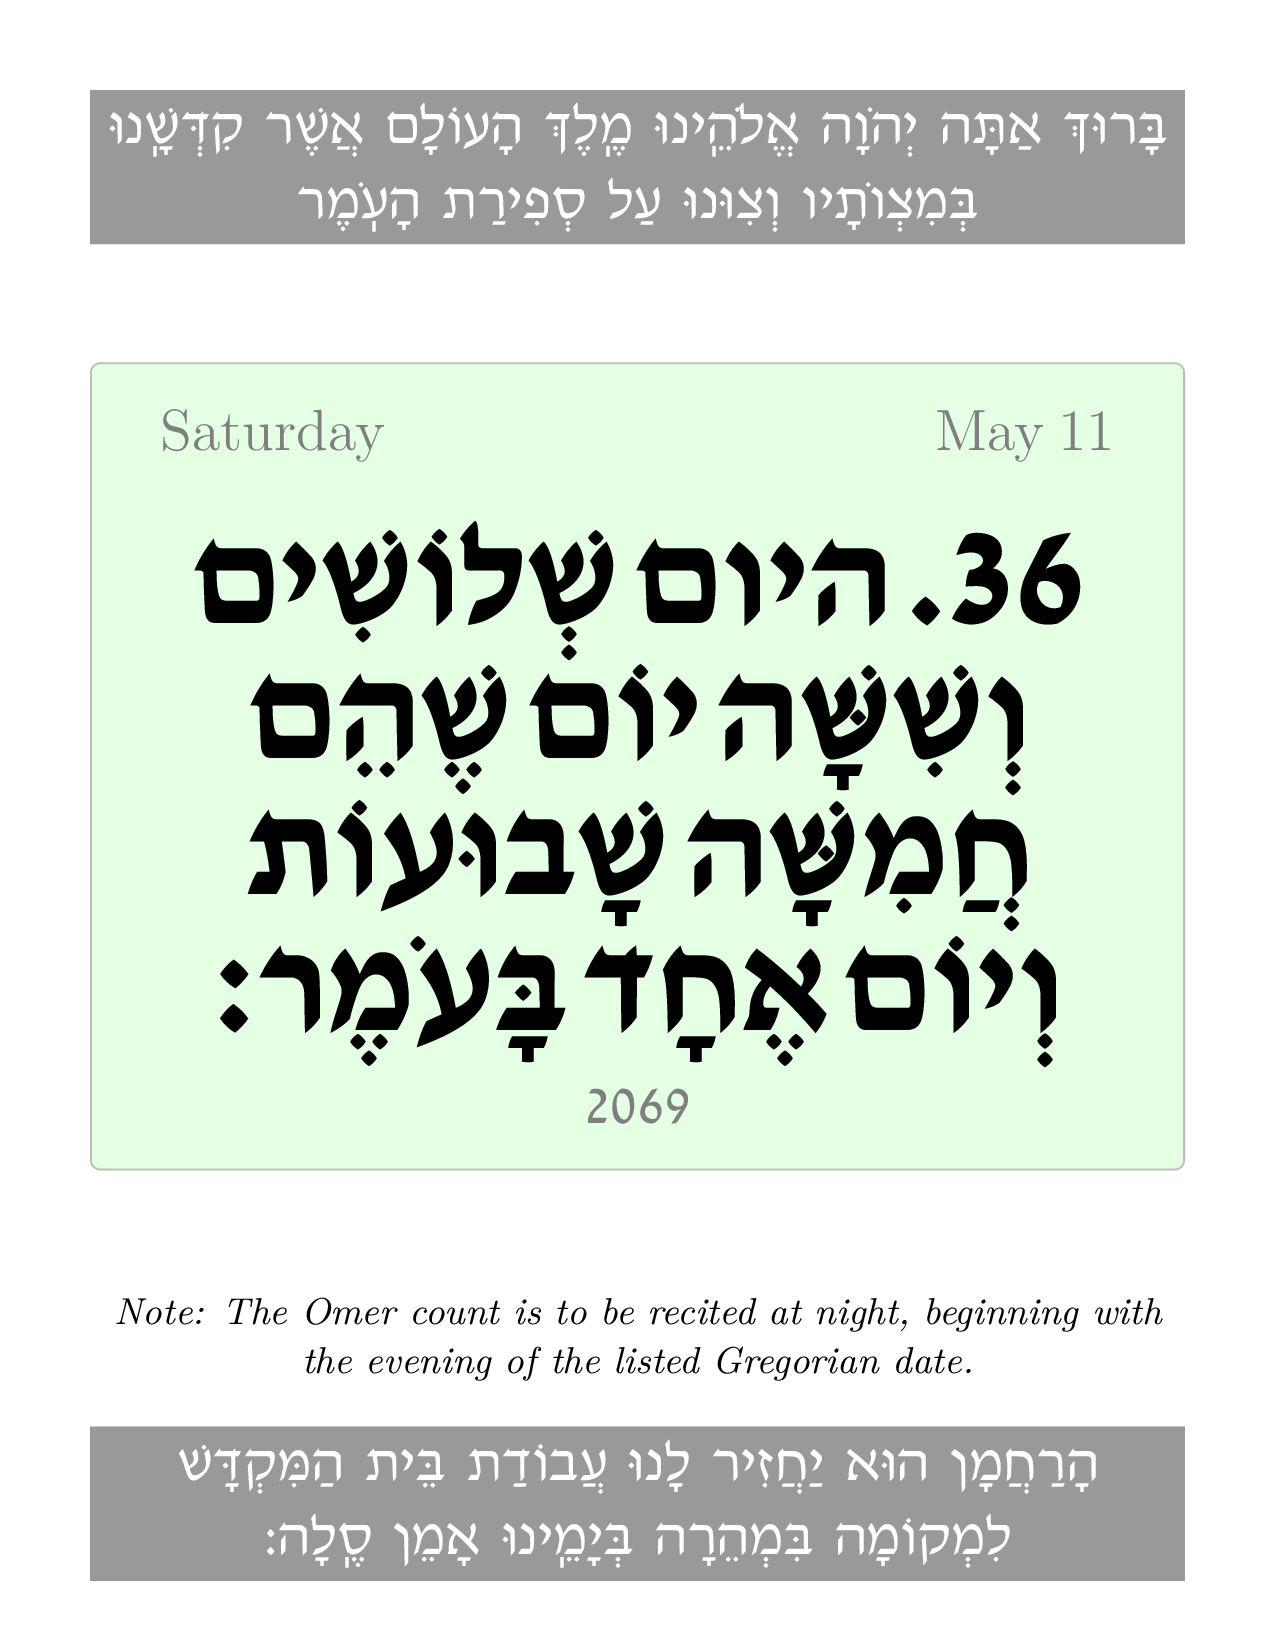 בָּרוּךְ אַתָּה יְהֹוָה אֱלֹהֵֽינוּ מֶֽלֶךְ הָעוֹלָם אֲשֶׁר קִדְּשָֽׁנוּ
בְּמִצְוֹתָיו וְצִוּנוּ עַל סְפִירַת הָעֹֽמֶר
Saturday May 11
36. היום שְׁלוֹשִׁים
וְשִׁשָּׁה יוֹם שֶׁהֵם
חֲמִשָּׁה שָׁבוּעוֹת
וְיוֹם אֶחָד בָּעֹמֶר:
2069
Note: The Omer count is to be recited at night, beginning with
the evening of the listed Gregorian date.
הָרַחֲמָן הוּא יַחֲזִיר לָנוּ עֲבוֹדַת בֵּית הַמִּקְדָּשׁ
לִמְקוֹמָהּ בִּמְהֵרָה בְּיָמֵֽינוּ אָמֵן סֶֽלָה: